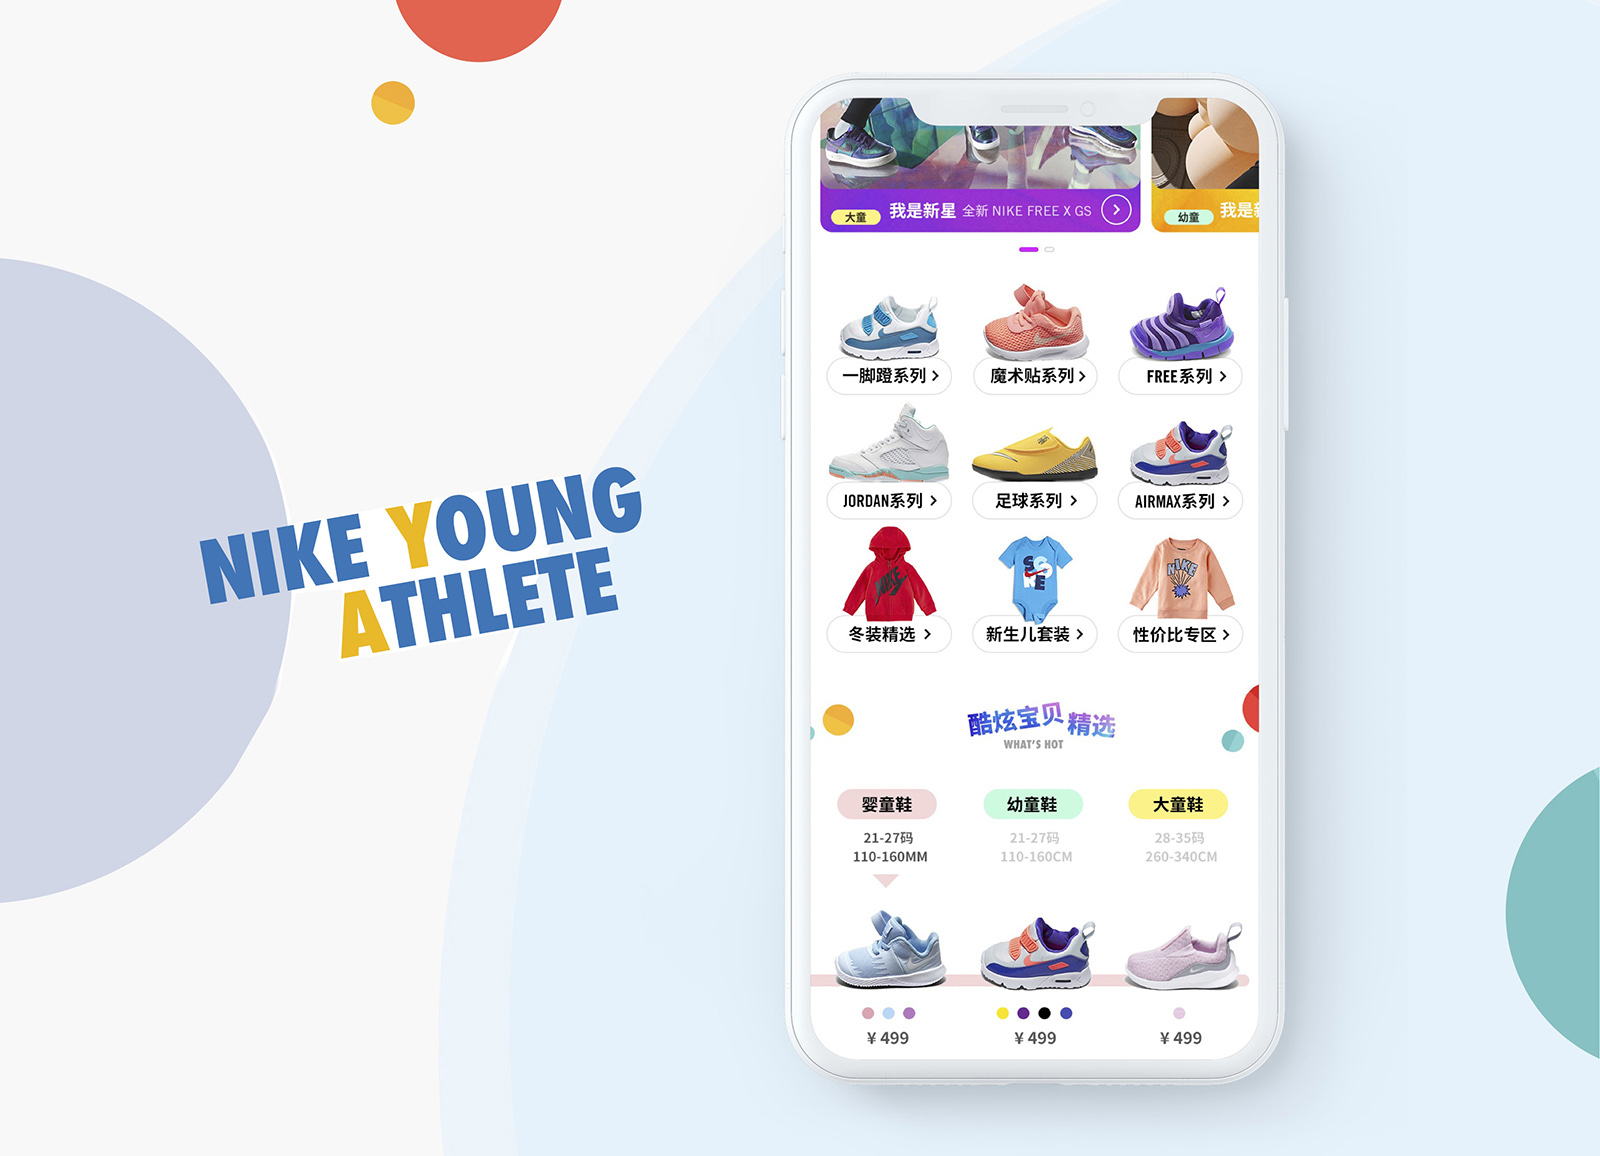 NIKE YOUNG
ATHLETE
大童 我是新星 全新 NIKE FREE X GS
幼童 我是
一脚蹬系列
魔术贴系列
FREE系列
JORDAN系列
足球系列
AIRMAX系列
NIKE
NIKE
冬装精选
新生儿套装
性价比专区
酷炫宝贝精选
WHAT'S HOT
婴童鞋
幼童鞋
大童鞋
21-27码
110-160MM
21-27码
110-160CM
28-35码
260-340CM
¥ 499
¥ 499
¥ 499